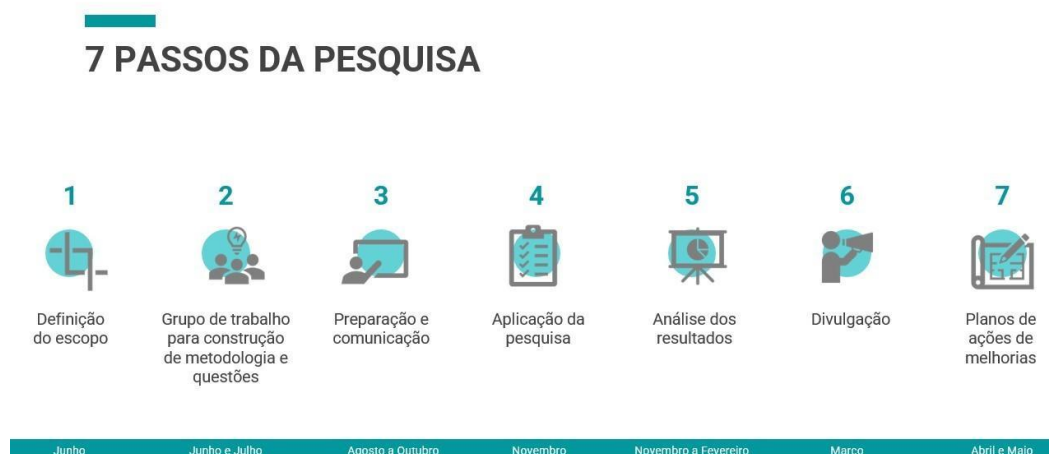 7 PASSOS DA PESQUISA
1
2
3
4
5
6
7
Definição
do escopo
Grupo de trabalho
para construção
de metodologia e
questões
Preparação e
comunicação
Aplicação da
pesquisa
Análise dos
resultados
Divulgação
Planos de
ações de
melhorias
Junho
Junho e Julho
Agosto a Outubro
Novembro
Novembro a Fevereiro
Março
Abril e Maio